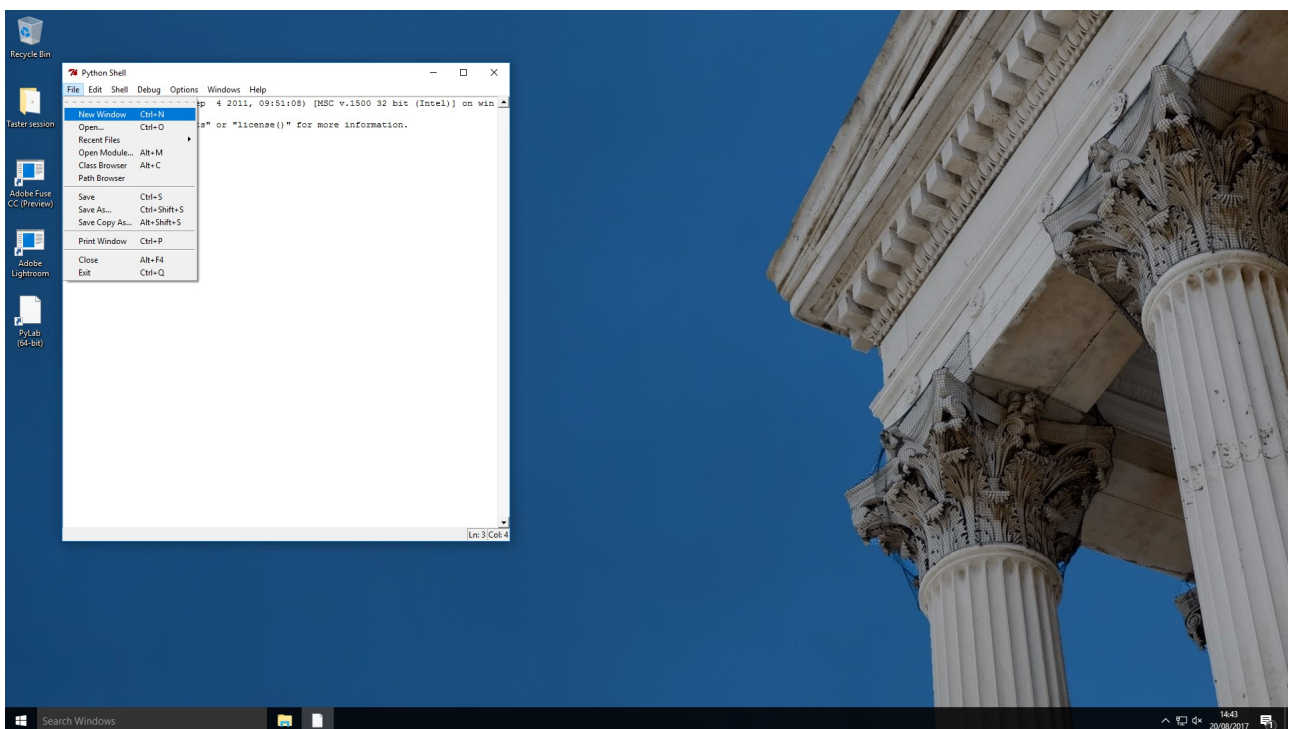 Recycle Bin
Taster session
Adobe Fuse
CC (Preview)
Adobe
Lightroom
PyLab
(64-bit)
Python Shell
File Edit Shell Debug Options Windows Help
ep 4 2011, 09:51:08) [MSC v.1500 32 bit (Intel)] on win
ts" or "license()" for more information.
New Window Ctrl+N
Open... Ctrl+O
Recent Files
Open Module... Alt+M
Class Browser Alt+C
Path Browser
Save Ctrl+S
Save As... Ctrl+Shift+S
Save Copy As... Alt+Shift+S
Print Window Ctrl+P
Close Alt+F4
Exit Ctrl+Q
Ln: 3 Col: 4
Search Windows
14:43
20/08/2017